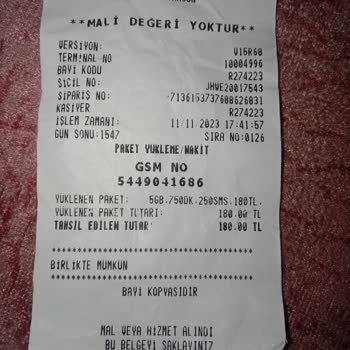 **MALİ DEĞERİ YOKTUR**
VERSİYON: V15R68
TERMİNAL NO 10004996
BAYİ KODU R274223
SİCİL NO: JHWE20017543
SİPARİŞ NO: -7136153737688626831
KASİYER R274223
İŞLEM ZAMANI: 11/11/2023 17:41:57
GÜN SONU:1547 SIRA NO:0126
PAKET YÜKLEME/NAKİT
GSM NO
5449041686
YÜKLENEN PAKET: 5GB,750DK,250SMS,180TL,
YÜKLENEN PAKET TUTARI: 180.00 TL
TAHSİL EDİLEN TUTAR 180.00 TL
****************************************
BİRLİKTE MÜMKÜN
****************************************
BAYİ KOPYASIDIR
MAL VEYA HİZMET ALINDI
BU BELGEYİ SAKLAYINIZ